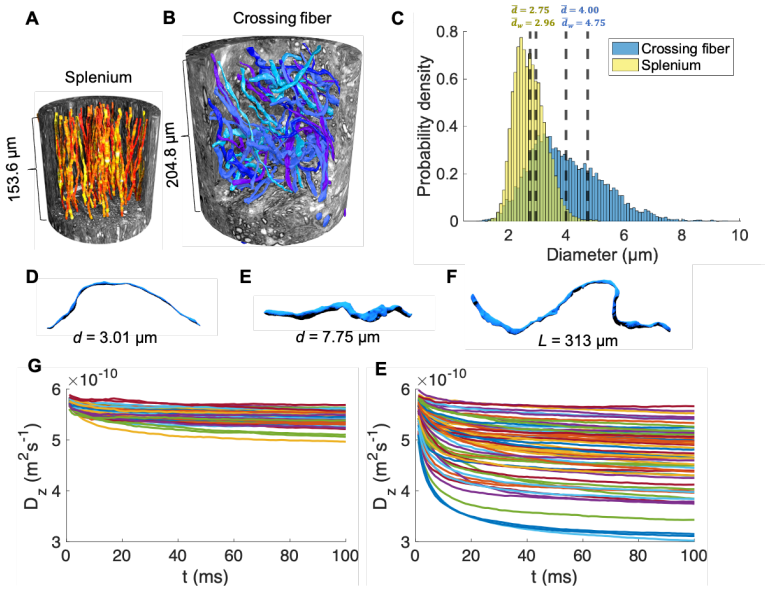 A
Splenium
153.6 µm
B
Crossing fiber
204.8 µm
C
d̅ = 2.75
d̅w = 2.96
d̅ = 4.00
d̅w = 4.75
Crossing fiber
Splenium
Probability density
0.8
0.6
0.4
0.2
0
2
4
6
8
10
Diameter (µm)
D
d = 3.01 µm
E
d = 7.75 µm
F
L = 313 µm
G
×10⁻¹⁰
6
5
4
3
Dz (m² s⁻¹)
0
20
40
60
80
100
t (ms)
E
×10⁻¹⁰
6
5
4
3
Dz (m² s⁻¹)
0
20
40
60
80
100
t (ms)